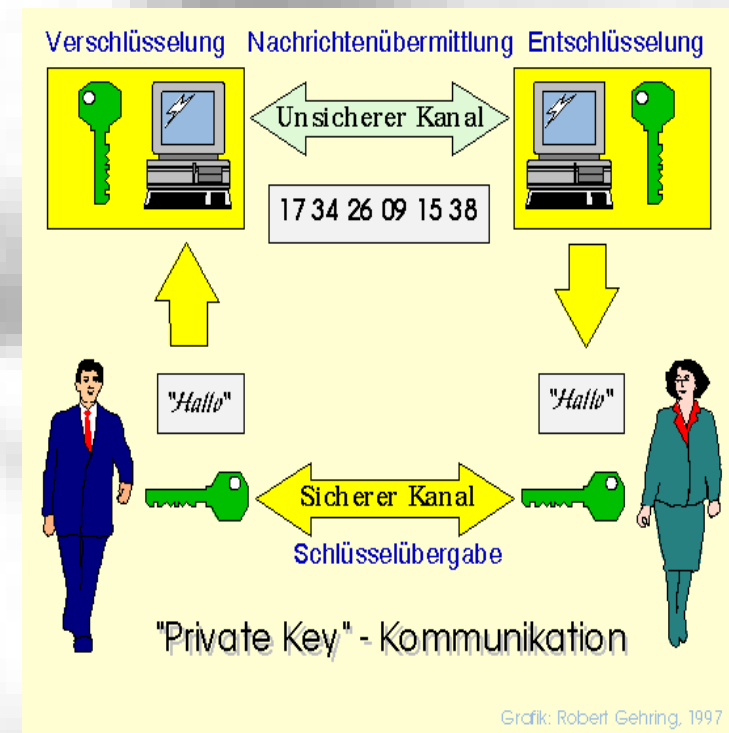 Verschlüsselung Nachrichtenübermittlung Entschlüsselung
Unsicherer Kanal
17 34 26 09 15 38
"Hallo"
"Hallo"
Sicherer Kanal
Schlüsselübergabe
"Private Key" - Kommunikation
Grafik: Robert Gehring, 1997